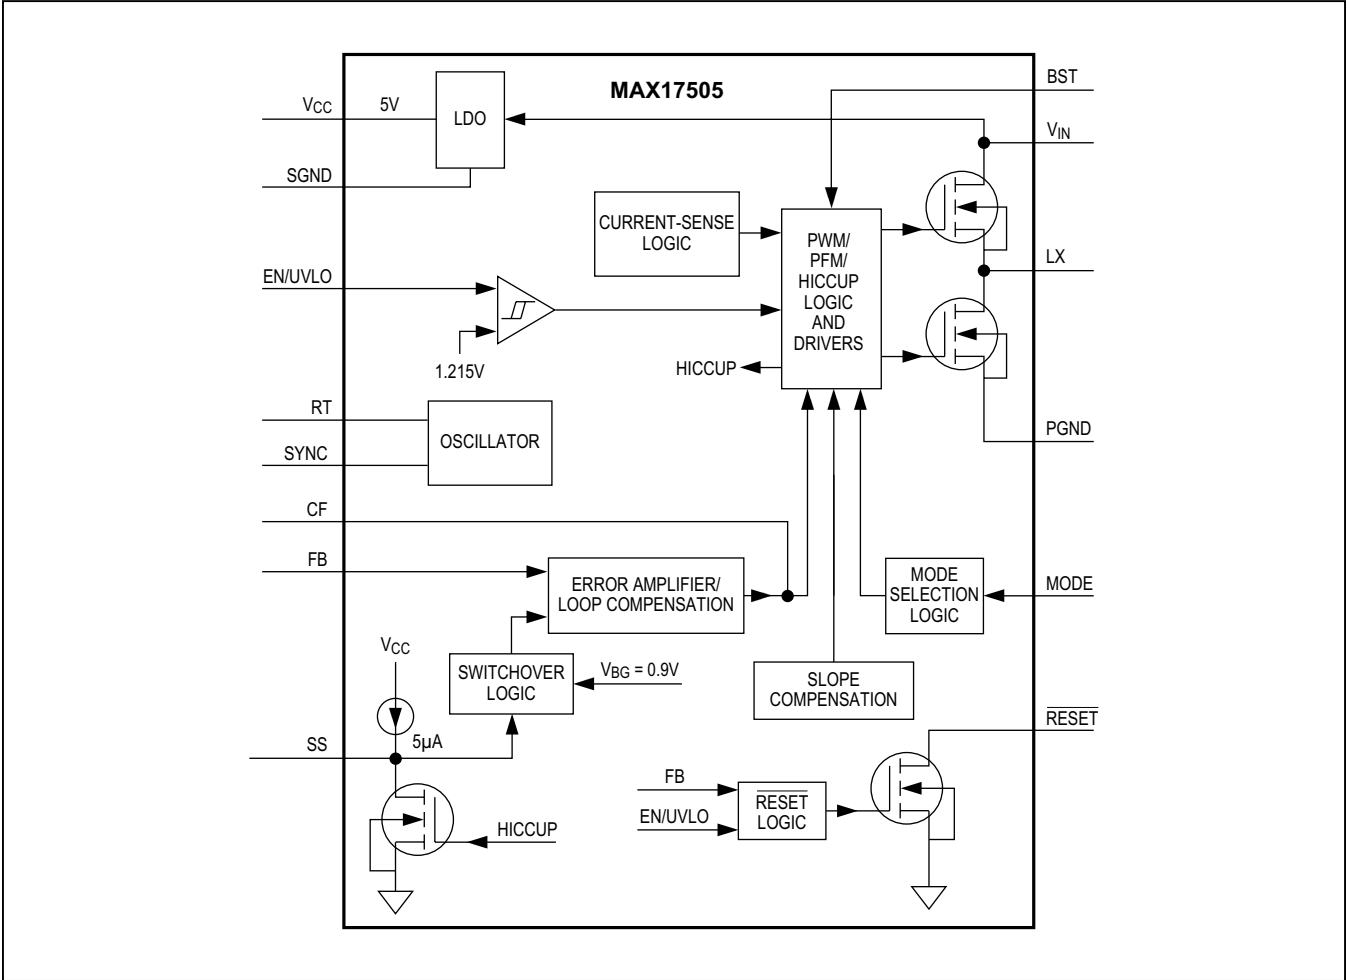 MAX17505
BST
VCC
5V
LDO
VIN
SGND
CURRENT-SENSE
LOGIC
PWM/
PFM/
HICCUP
LOGIC
AND
DRIVERS
LX
EN/UVLO
1.215V
HICCUP
RT
OSCILLATOR
SYNC
PGND
CF
FB
ERROR AMPLIFIER/
LOOP COMPENSATION
MODE
SELECTION
LOGIC
MODE
VCC
SWITCHOVER
LOGIC
VBG = 0.9V
SLOPE
COMPENSATION
RESET
5µA
SS
FB
EN/UVLO
RESET
LOGIC
HICCUP